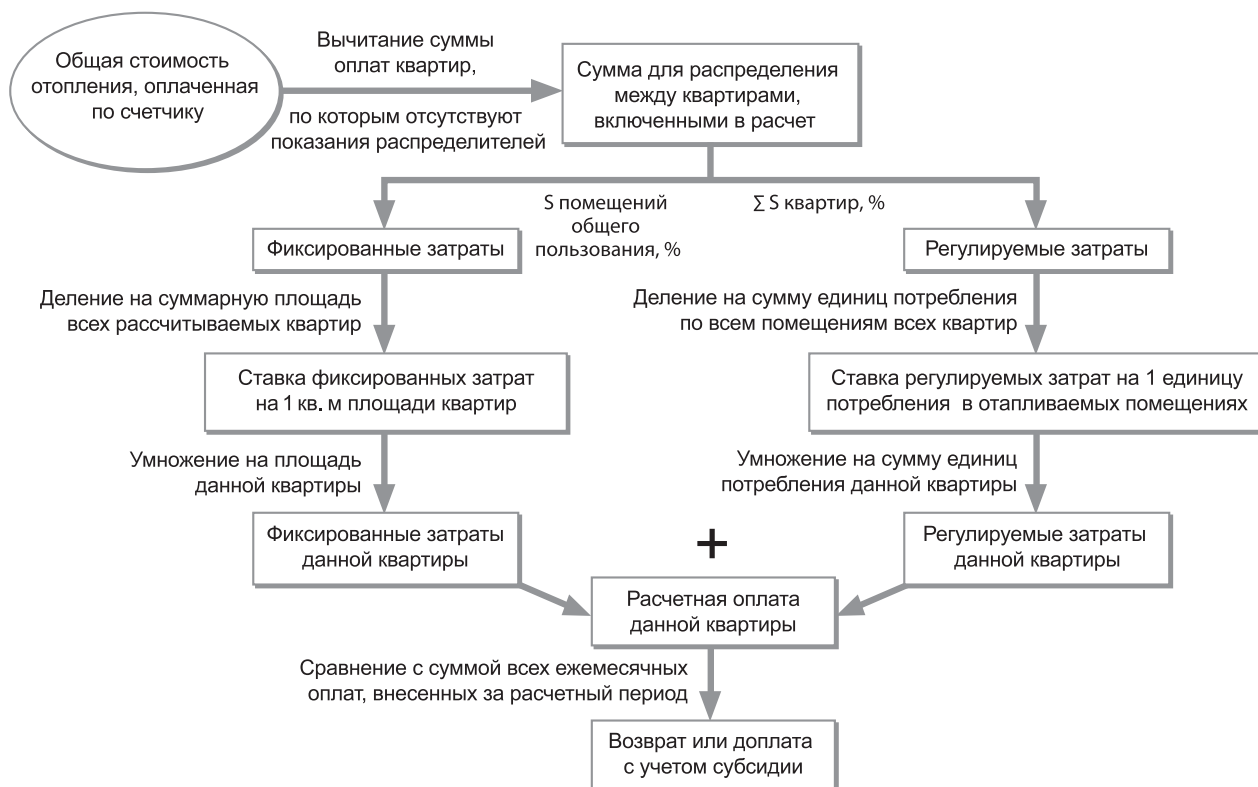 Общая стоимость
отопления, оплаченная
по счетчику
Вычитание суммы
оплат квартир,
по которым отсутствуют
показания распределителей
Сумма для распределения
между квартирами,
включенными в расчет
S помещений
общего
пользования, %
∑ S квартир, %
Фиксированные затраты
Регулируемые затраты
Деление на суммарную площадь
всех рассчитываемых квартир
Деление на сумму единиц потребления
по всем помещениям всех квартир
Ставка фиксированных затрат
на 1 кв. м площади квартир
Ставка регулируемых затрат на 1 единицу
потребления в отапливаемых помещениях
Умножение на площадь
данной квартиры
Умножение на сумму единиц
потребления данной квартиры
Фиксированные затраты
данной квартиры
+
Регулируемые затраты
данной квартиры
Расчетная оплата
данной квартиры
Сравнение с суммой всех ежемесячных
оплат, внесенных за расчетный период
Возврат или доплата
с учетом субсидии